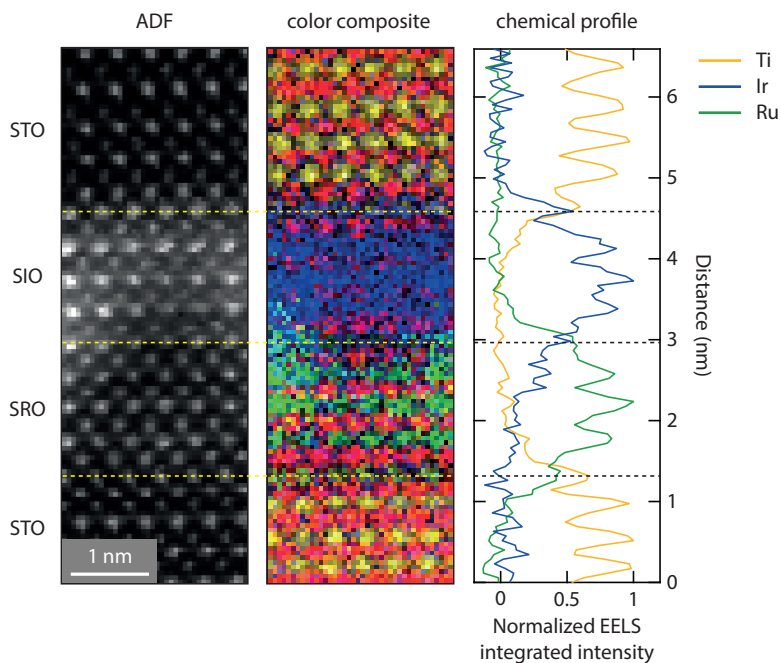 ADF
color composite
chemical profile
STO
SIO
SRO
STO
1 nm
Ti
Ir
Ru
6
5
4
3
2
1
0
Distance (nm)
0
0.5
1
Normalized EELS
integrated intensity